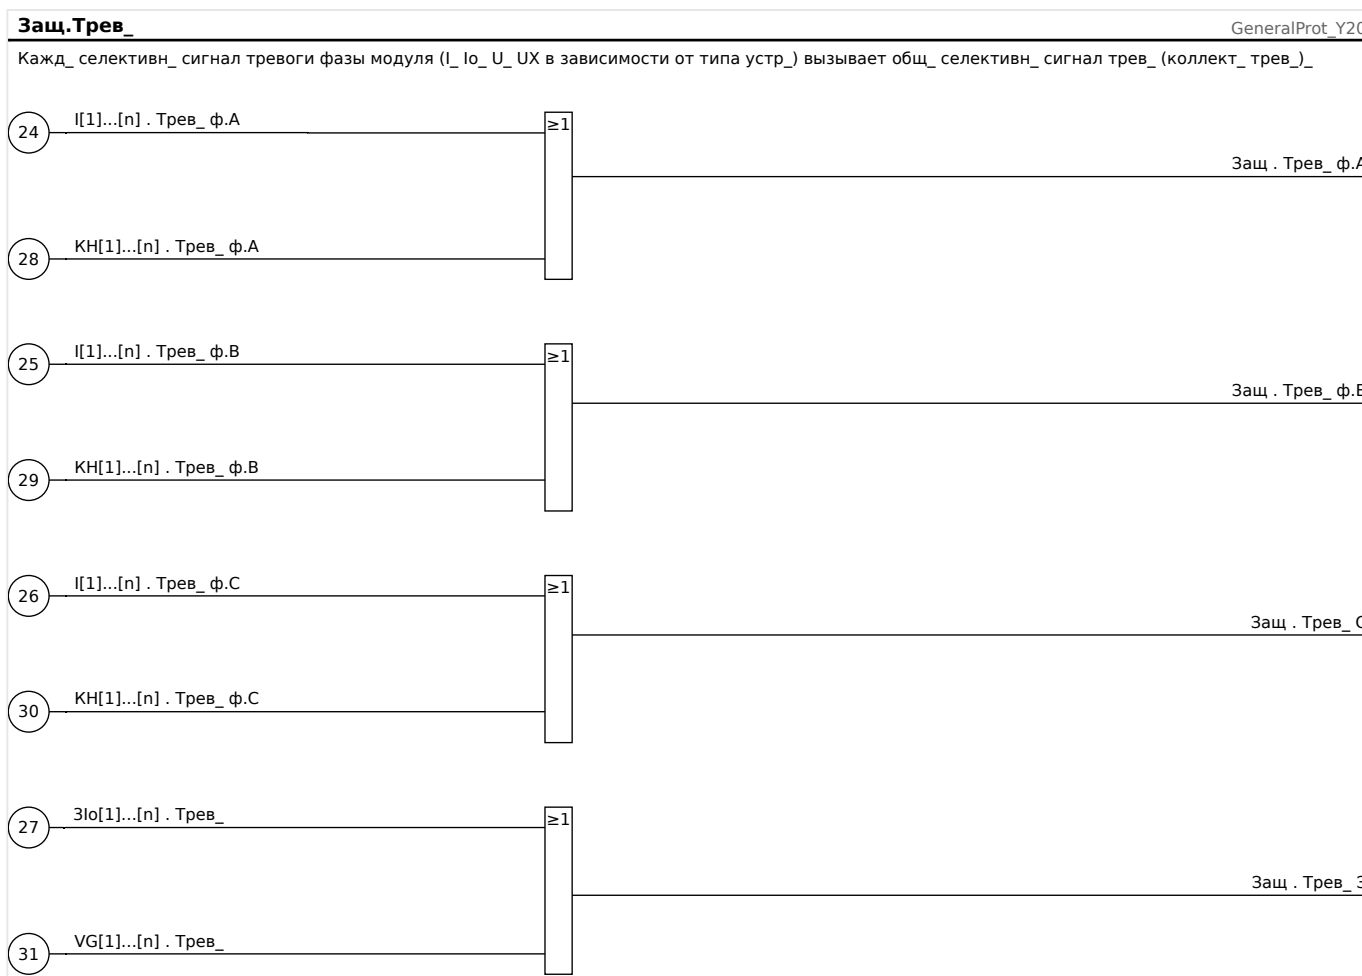 Защ.Трев_
GeneralProt_Y20
Кажд_ селективн_ сигнал тревоги фазы модуля (I_ Io_ U_ UX в зависимости от типа устр_) вызывает общ_ селективн_ сигнал трев_ (коллект_ трев_)_
24
I[1]...[n] . Трев_ ф.A
≥1
Защ . Трев_ ф.A
28
КН[1]...[n] . Трев_ ф.A
25
I[1]...[n] . Трев_ ф.B
≥1
Защ . Трев_ ф.B
29
КН[1]...[n] . Трев_ ф.B
26
I[1]...[n] . Трев_ ф.C
≥1
Защ . Трев_ C
30
КН[1]...[n] . Трев_ ф.C
27
3Io[1]...[n] . Трев_
≥1
Защ . Трев_ 3
31
VG[1]...[n] . Трев_